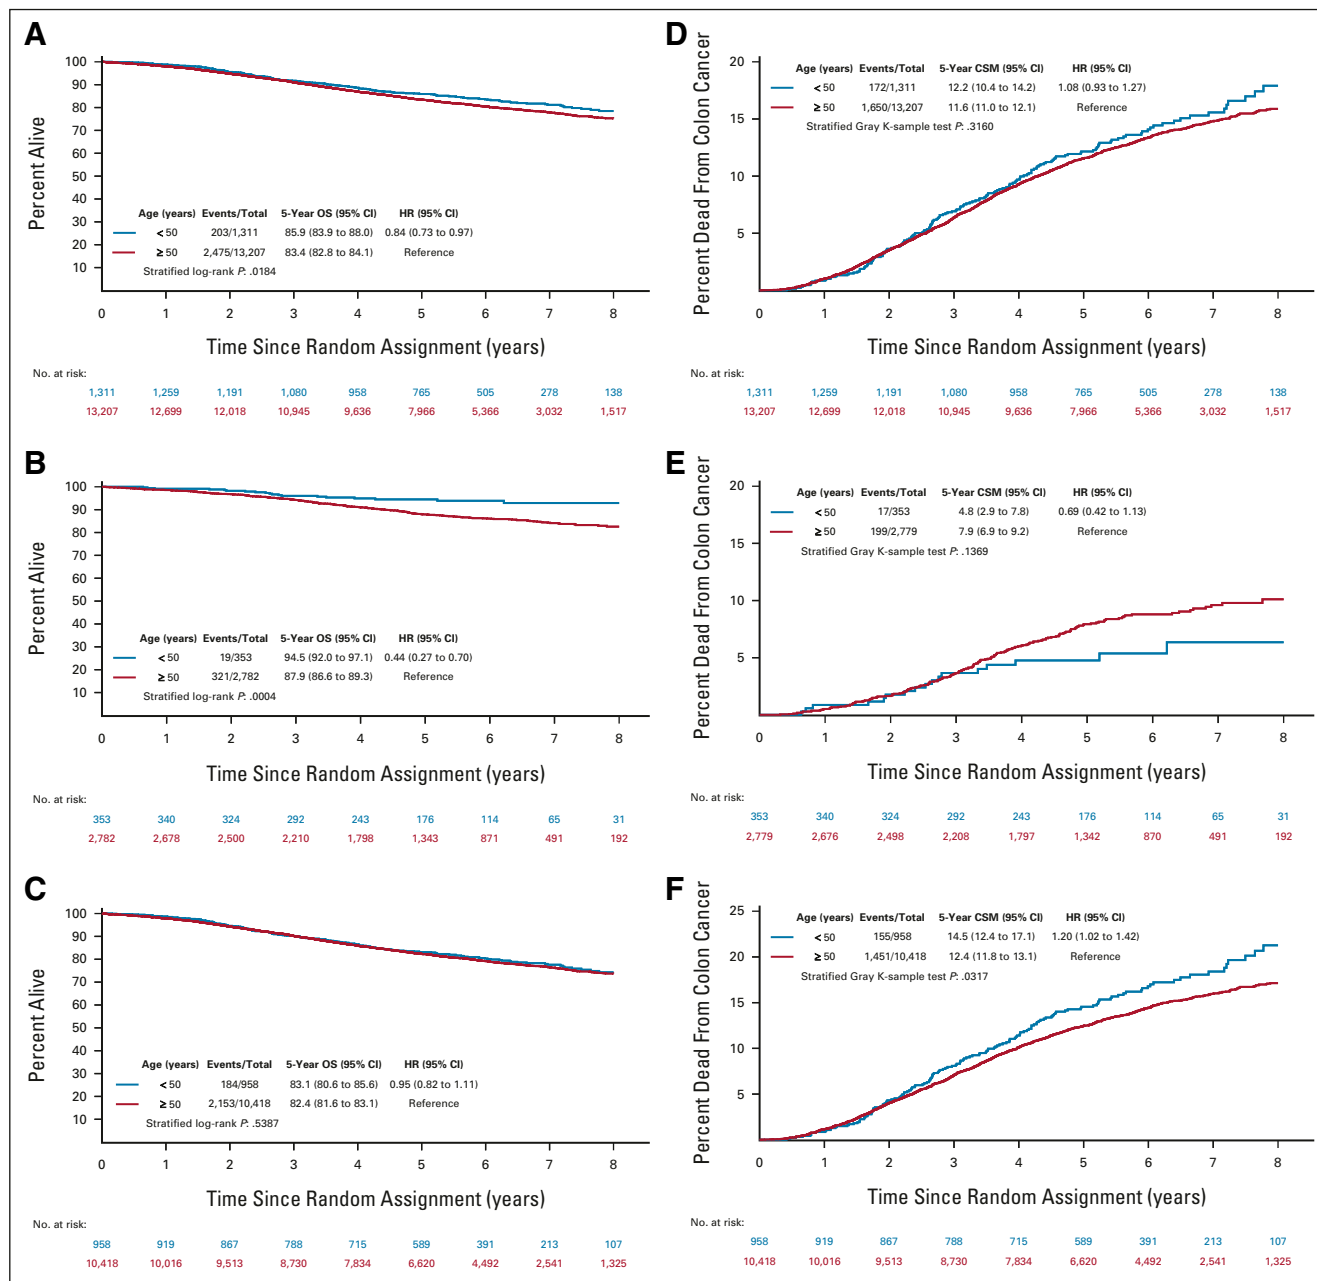 A
Percent Alive
100
90
80
70
60
50
40
30
20
10
Age (years) Events/Total 5-Year OS (95% CI) HR (95% CI)
< 50 203/1,311 85.9 (83.9 to 88.0) 0.84 (0.73 to 0.97)
≥ 50 2,475/13,207 83.4 (82.8 to 84.1) Reference
Stratified log-rank P: .0184
0 1 2 3 4 5 6 7 8
Time Since Random Assignment (years)
No. at risk:
1,311 1,259 1,191 1,080 958 765 505 278 138
13,207 12,699 12,018 10,945 9,636 7,966 5,366 3,032 1,517
D
Percent Dead From Colon Cancer
20
15
10
5
Age (years) Events/Total 5-Year CSM (95% CI) HR (95% CI)
< 50 172/1,311 12.2 (10.4 to 14.2) 1.08 (0.93 to 1.27)
≥ 50 1,650/13,207 11.6 (11.0 to 12.1) Reference
Stratified Gray K-sample test P: .3160
0 1 2 3 4 5 6 7 8
Time Since Random Assignment (years)
No. at risk:
1,311 1,259 1,191 1,080 958 765 505 278 138
13,207 12,699 12,018 10,945 9,636 7,966 5,366 3,032 1,517
B
Percent Alive
100
90
80
70
60
50
40
30
20
10
Age (years) Events/Total 5-Year OS (95% CI) HR (95% CI)
< 50 19/353 94.5 (92.0 to 97.1) 0.44 (0.27 to 0.70)
≥ 50 321/2,782 87.9 (86.6 to 89.3) Reference
Stratified log-rank P: .0004
0 1 2 3 4 5 6 7 8
Time Since Random Assignment (years)
No. at risk:
353 340 324 292 243 176 114 65 31
2,782 2,678 2,500 2,210 1,798 1,343 871 491 192
E
Percent Dead From Colon Cancer
20
15
10
5
Age (years) Events/Total 5-Year CSM (95% CI) HR (95% CI)
< 50 17/353 4.8 (2.9 to 7.8) 0.69 (0.42 to 1.13)
≥ 50 199/2,779 7.9 (6.9 to 9.2) Reference
Stratified Gray K-sample test P: .1369
0 1 2 3 4 5 6 7 8
Time Since Random Assignment (years)
No. at risk:
353 340 324 292 243 176 114 65 31
2,779 2,676 2,498 2,208 1,797 1,342 870 491 192
C
Percent Alive
100
90
80
70
60
50
40
30
20
10
Age (years) Events/Total 5-Year OS (95% CI) HR (95% CI)
< 50 184/958 83.1 (80.6 to 85.6) 0.95 (0.82 to 1.11)
≥ 50 2,153/10,418 82.4 (81.6 to 83.1) Reference
Stratified log-rank P: .5387
0 1 2 3 4 5 6 7 8
Time Since Random Assignment (years)
No. at risk:
958 919 867 788 715 589 391 213 107
10,418 10,016 9,513 8,730 7,834 6,620 4,492 2,541 1,325
F
Percent Dead From Colon Cancer
25
20
15
10
5
Age (years) Events/Total 5-Year CSM (95% CI) HR (95% CI)
< 50 155/958 14.5 (12.4 to 17.1) 1.20 (1.02 to 1.42)
≥ 50 1,451/10,418 12.4 (11.8 to 13.1) Reference
Stratified Gray K-sample test P: .0317
0 1 2 3 4 5 6 7 8
Time Since Random Assignment (years)
No. at risk:
958 919 867 788 715 589 391 213 107
10,418 10,016 9,513 8,730 7,834 6,620 4,492 2,541 1,325